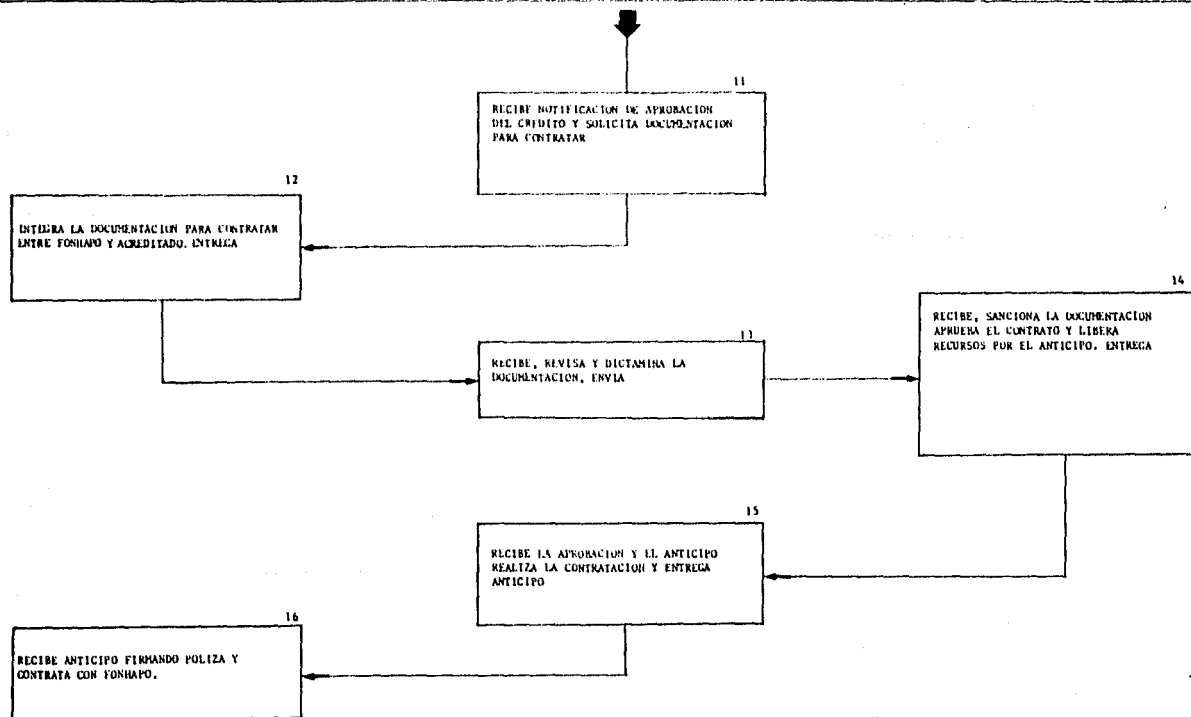 11
RECIBE NOTIFICACION DE APROBACION
DEL CREDITO Y SOLICITA DOCUMENTACION
PARA CONTRATAR
12
INTEGRA LA DOCUMENTACION PARA CONTRATAR
ENTRE FONHAPO Y ACREDITADO. ENTREGA
13
RECIBE, REVISA Y DICTAMINA LA
DOCUMENTACION, ENVIA
14
RECIBE, SANCIONA LA DOCUMENTACION
APRUEBA EL CONTRATO Y LIBERA
RECURSOS POR EL ANTICIPO. ENTREGA
15
RECIBE LA APROBACION Y EL ANTICIPO
REALIZA LA CONTRATACION Y ENTREGA
ANTICIPO
16
RECIBE ANTICIPO FIRMANDO POLIZA Y
CONTRATA CON FONHAPO.